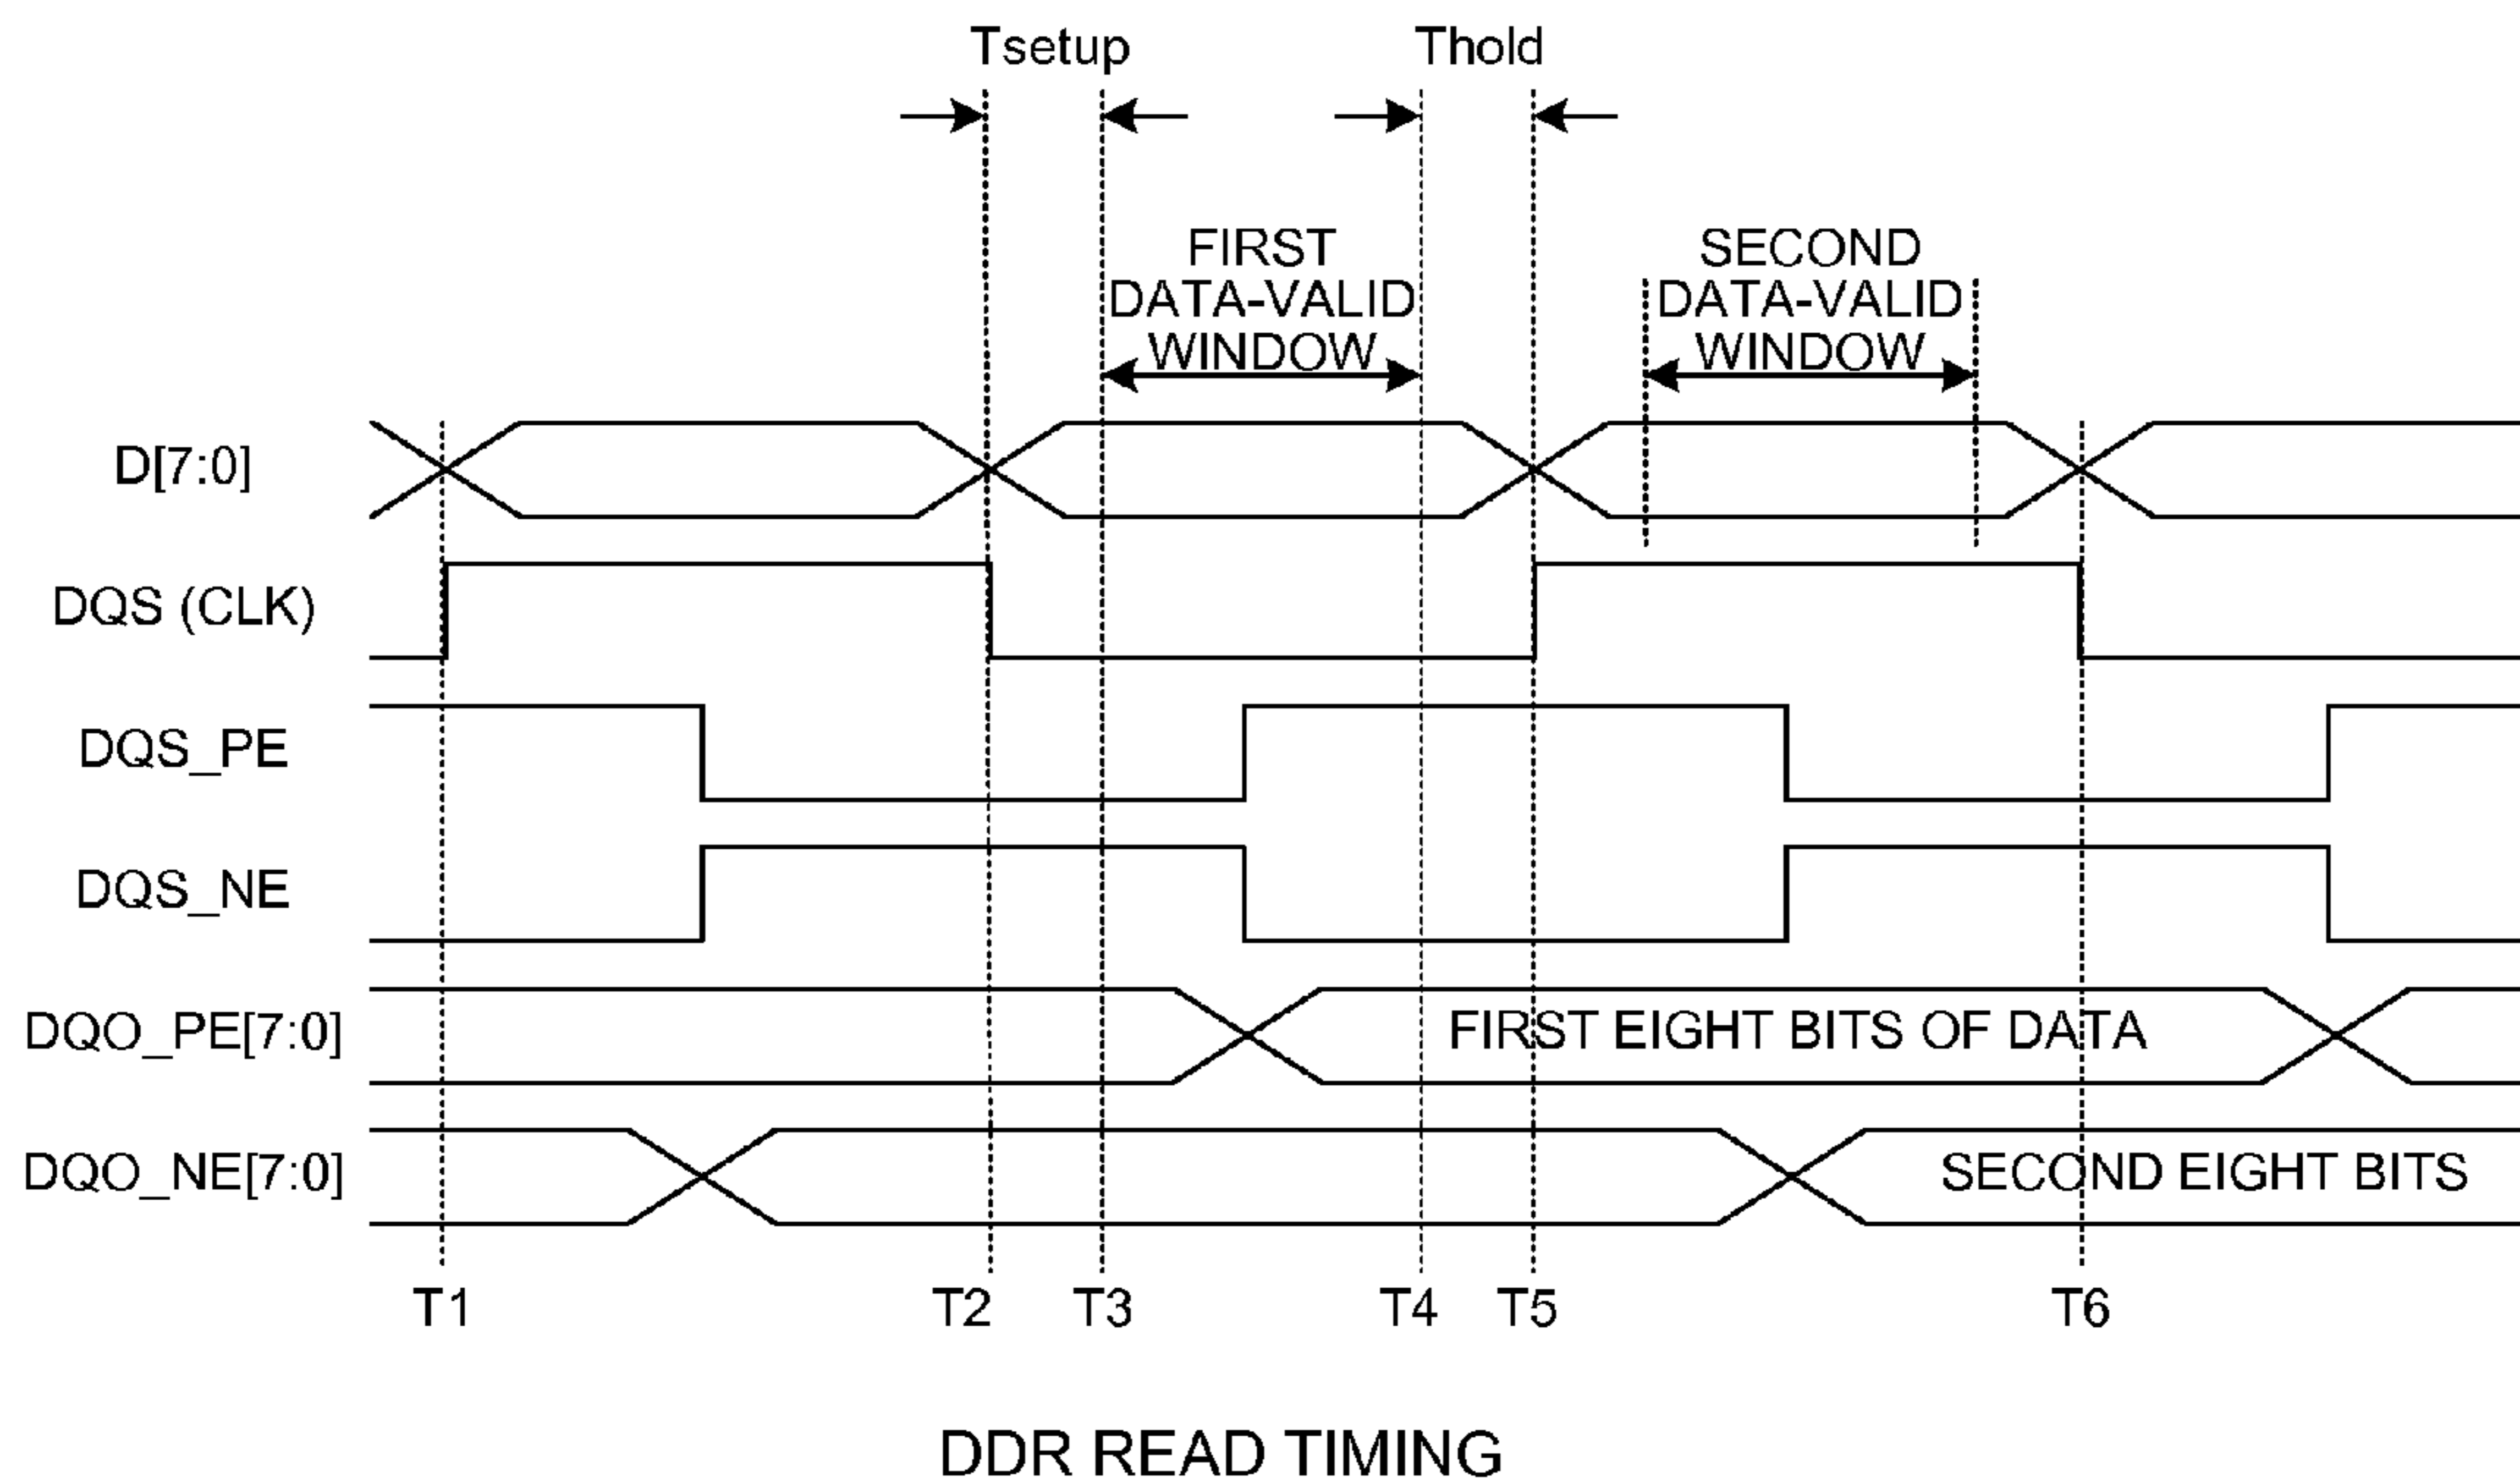 Tsetup Thold
FIRST
DATA-VALID
WINDOW
SECOND
DATA-VALID
WINDOW
D[7:0]
DQS (CLK)
DQS_PE
DQS_NE
DQO_PE[7:0] FIRST EIGHT BITS OF DATA
DQO_NE[7:0] SECOND EIGHT BITS
T1 T2 T3 T4 T5 T6
DDR READ TIMING